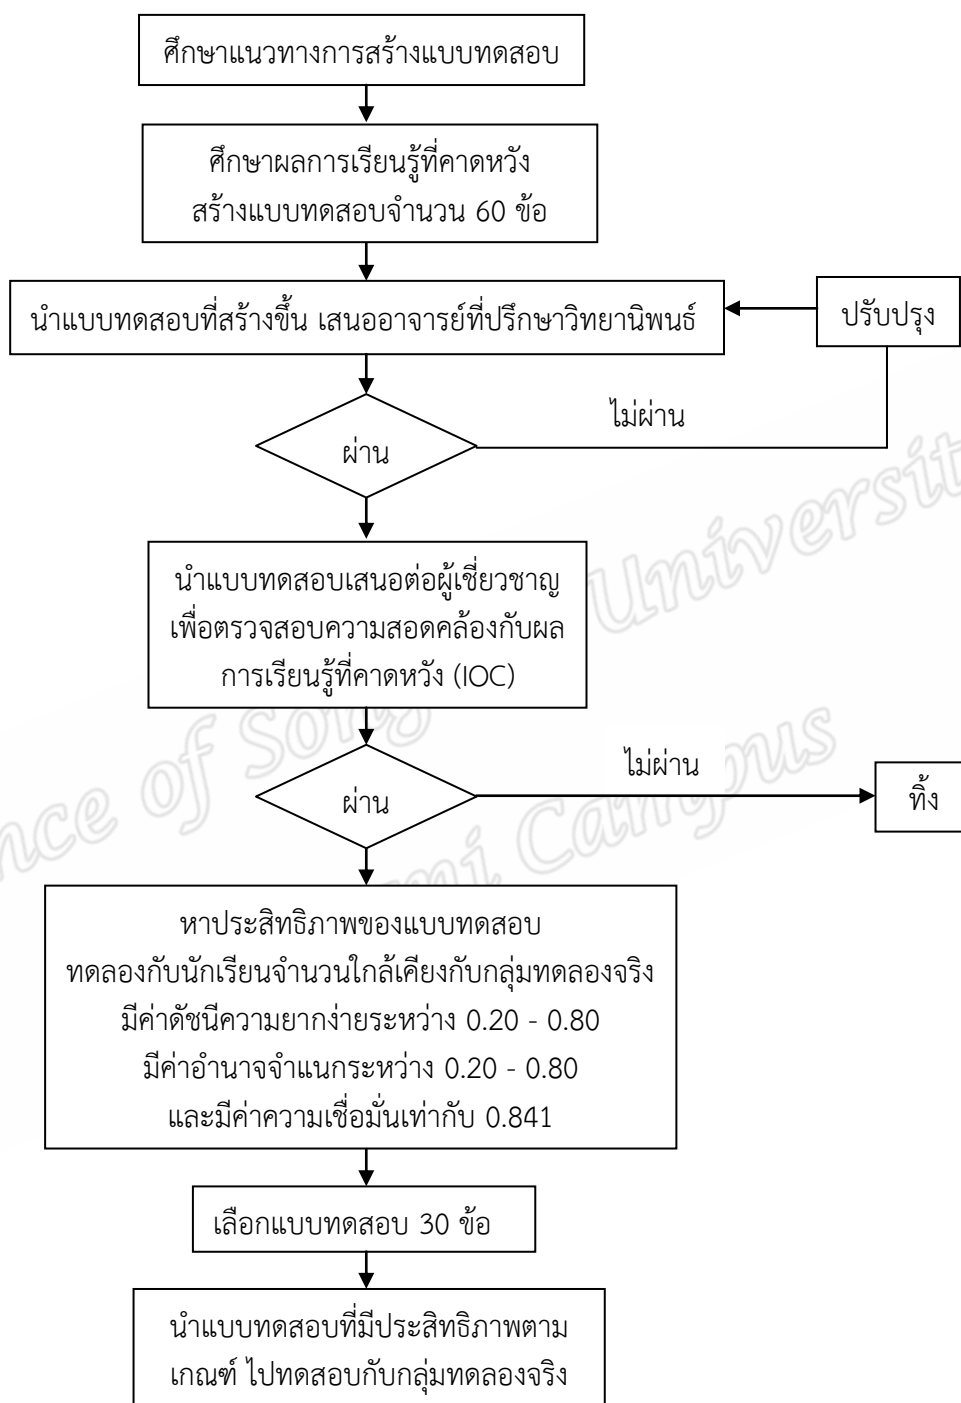 ศึกษาแนวทางการสร้างแบบทดสอบ
ศึกษาผลการเรียนรู้ที่คาดหวัง
สร้างแบบทดสอบจำนวน 60 ข้อ
นำแบบทดสอบที่สร้างขึ้น เสนออาจารย์ที่ปรึกษาวิทยานิพนธ์
ปรับปรุง
ไม่ผ่าน
ผ่าน
นำแบบทดสอบเสนอต่อผู้เชี่ยวชาญ
เพื่อตรวจสอบความสอดคล้องกับผล
การเรียนรู้ที่คาดหวัง (IOC)
ไม่ผ่าน
ผ่าน
ทิ้ง
หาประสิทธิภาพของแบบทดสอบ
ทดลองกับนักเรียนจำนวนใกล้เคียงกับกลุ่มทดลองจริง
มีค่าดัชนีความยากง่ายระหว่าง 0.20 - 0.80
มีค่าอำนาจจำแนกระหว่าง 0.20 - 0.80
และมีค่าความเชื่อมั่นเท่ากับ 0.841
เลือกแบบทดสอบ 30 ข้อ
นำแบบทดสอบที่มีประสิทธิภาพตาม
เกณฑ์ ไปทดสอบกับกลุ่มทดลองจริง
of
Campus